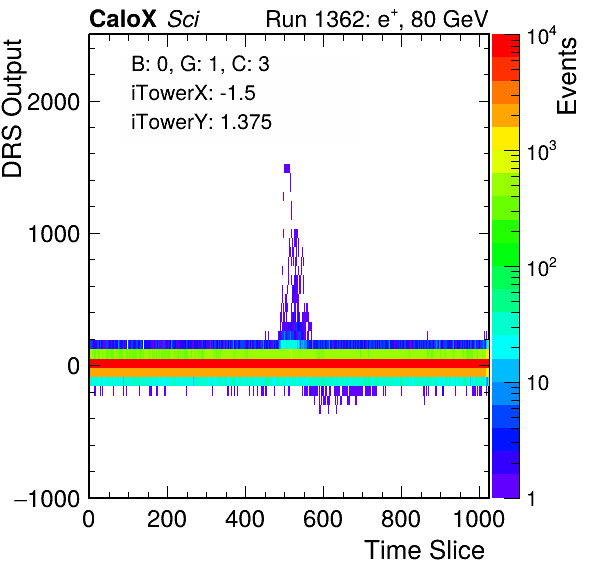 CaloX Sci Run 1362: e⁺, 80 GeV
B: 0, G: 1, C: 3
iTowerX: -1.5
iTowerY: 1.375
DRS Output
2000
1000
0
−1000
0 200 400 600 800 1000
Time Slice
Events
10⁴
10³
10²
10
1